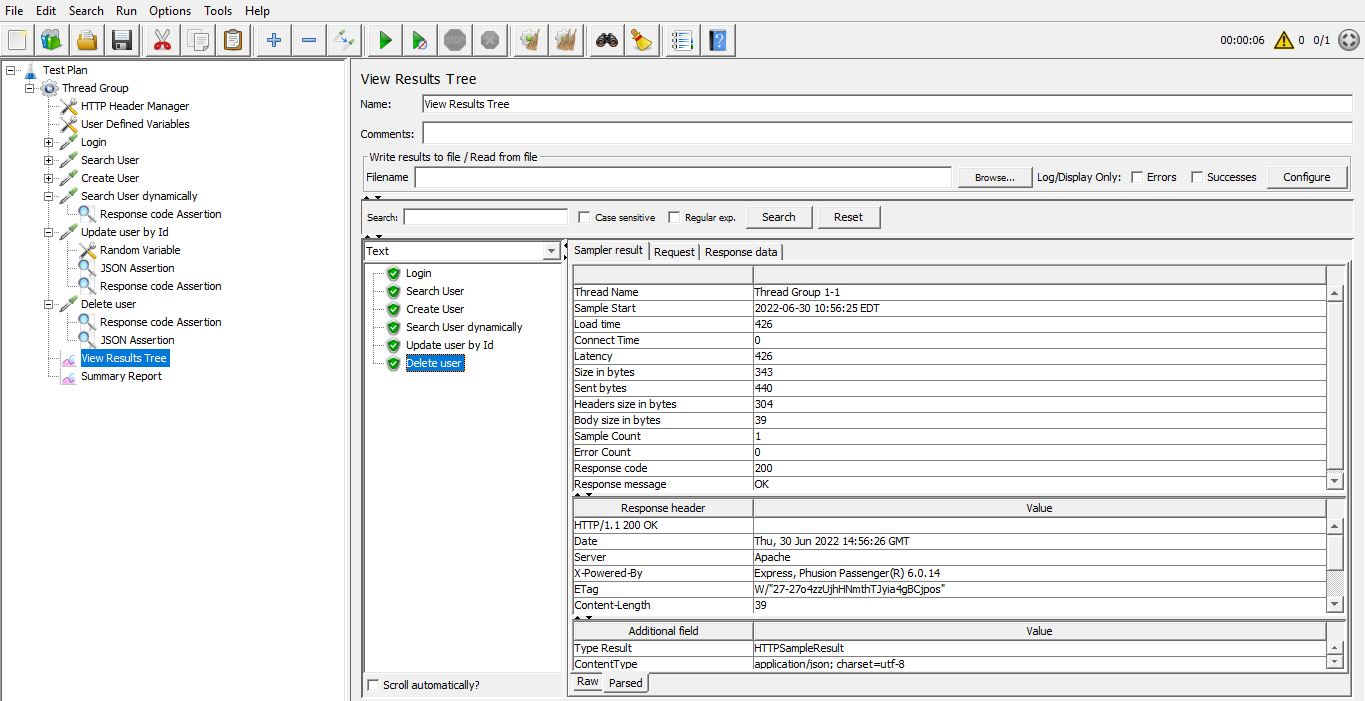 File Edit Search Run Options Tools Help
STOP
00:00:06 0 0/1
Test Plan
Thread Group
HTTP Header Manager
User Defined Variables
Login
Search User
Create User
Search User dynamically
Response code Assertion
Update user by Id
Random Variable
JSON Assertion
Response code Assertion
Delete user
Response code Assertion
JSON Assertion
View Results Tree
Summary Report
View Results Tree
Name: View Results Tree
Comments:
Write results to file / Read from file
Filename Browse... Log/Display Only: Errors Successes Configure
Search: Case sensitive Regular exp. Search Reset
Text
Login
Search User
Create User
Search User dynamically
Update user by Id
Delete user
Scroll automatically?
Sampler result Request Response data
Thread Name Thread Group 1-1
Sample Start 2022-06-30 10:56:25 EDT
Load time 426
Connect Time 0
Latency 426
Size in bytes 343
Sent bytes 440
Headers size in bytes 304
Body size in bytes 39
Sample Count 1
Error Count 0
Response code 200
Response message OK
Response header Value
HTTP/1.1 200 OK
Date Thu, 30 Jun 2022 14:56:26 GMT
Server Apache
X-Powered-By Express, Phusion Passenger(R) 6.0.14
ETag W/"27-27o4zzUjhHNmthTJyia4gBCjpos"
Content-Length 39
Additional field Value
Type Result HTTPSampleResult
ContentType application/json; charset=utf-8
Raw Parsed